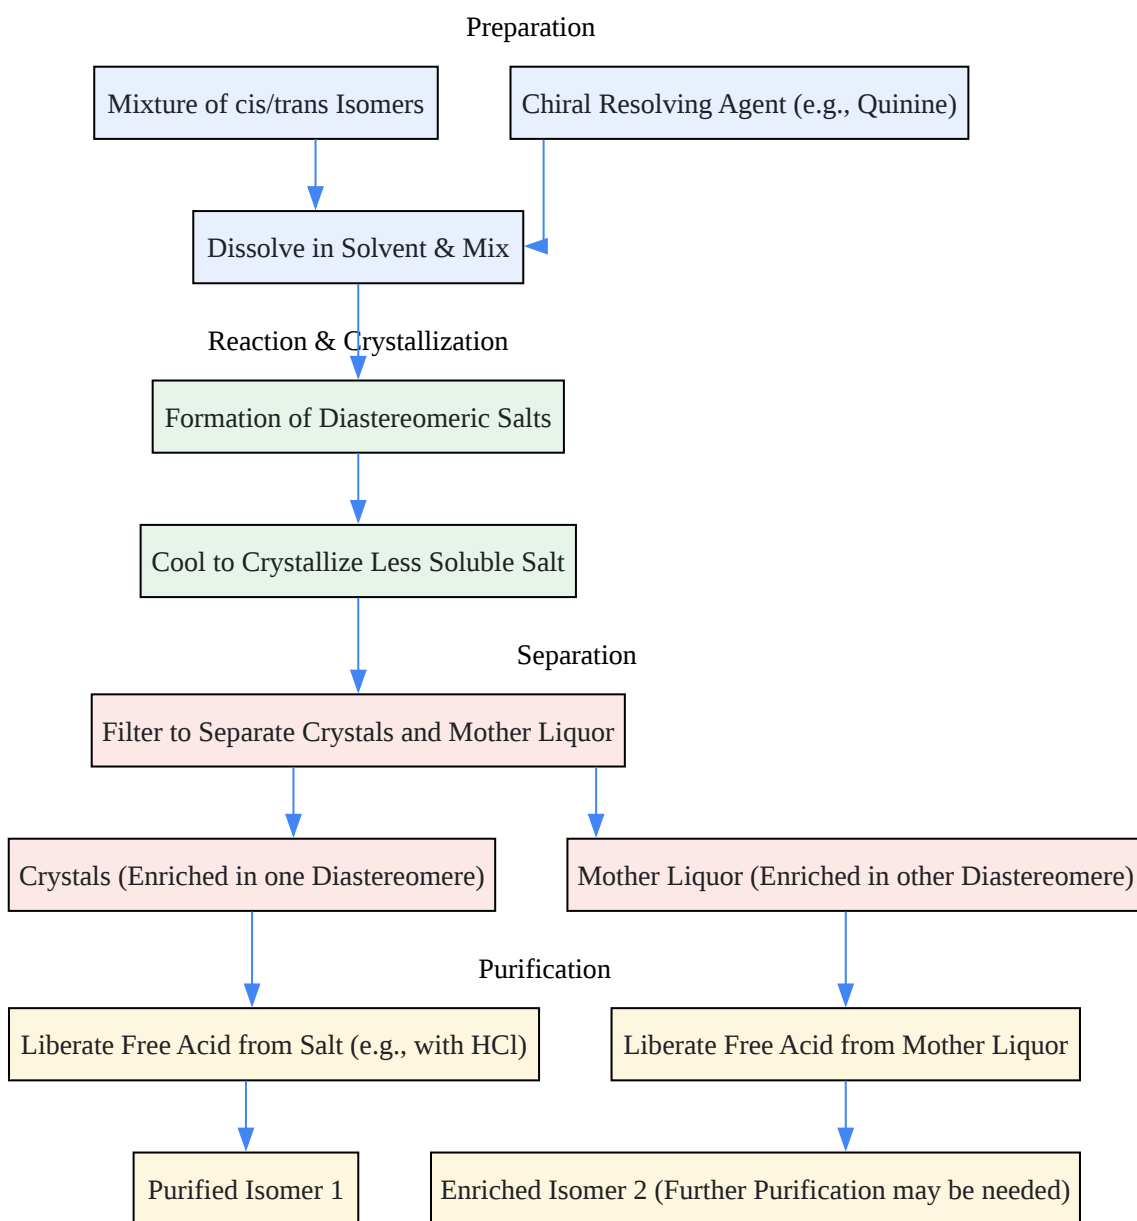 Preparation
Mixture of cis/trans Isomers
Chiral Resolving Agent (e.g., Quinine)
Dissolve in Solvent & Mix
Reaction & Crystallization
Formation of Diastereomeric Salts
Cool to Crystallize Less Soluble Salt
Separation
Filter to Separate Crystals and Mother Liquor
Crystals (Enriched in one Diastereomere)
Mother Liquor (Enriched in other Diastereomere)
Purification
Liberate Free Acid from Salt (e.g., with HCl)
Liberate Free Acid from Mother Liquor
Purified Isomer 1
Enriched Isomer 2 (Further Purification may be needed)